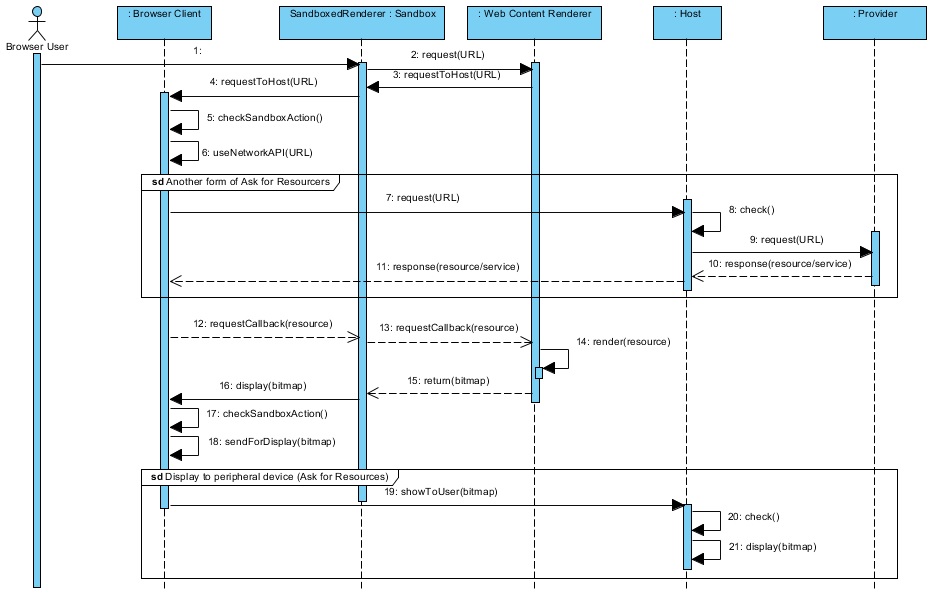 : Browser Client
SandboxedRenderer : Sandbox
: Web Content Renderer
: Host
: Provider
Browser User
1:
2: request(URL)
3: requestToHost(URL)
4: requestToHost(URL)
5: checkSandboxAction()
6: useNetworkAPI(URL)
sd Another form of Ask for Resourcers
7: request(URL)
8: check()
9: request(URL)
10: response(resource/service)
11: response(resource/service)
12: requestCallback(resource)
13: requestCallback(resource)
14: render(resource)
15: return(bitmap)
16: display(bitmap)
17: checkSandboxAction()
18: sendForDisplay(bitmap)
sd Display to peripheral device (Ask for Resources)
19: showToUser(bitmap)
20: check()
21: display(bitmap)